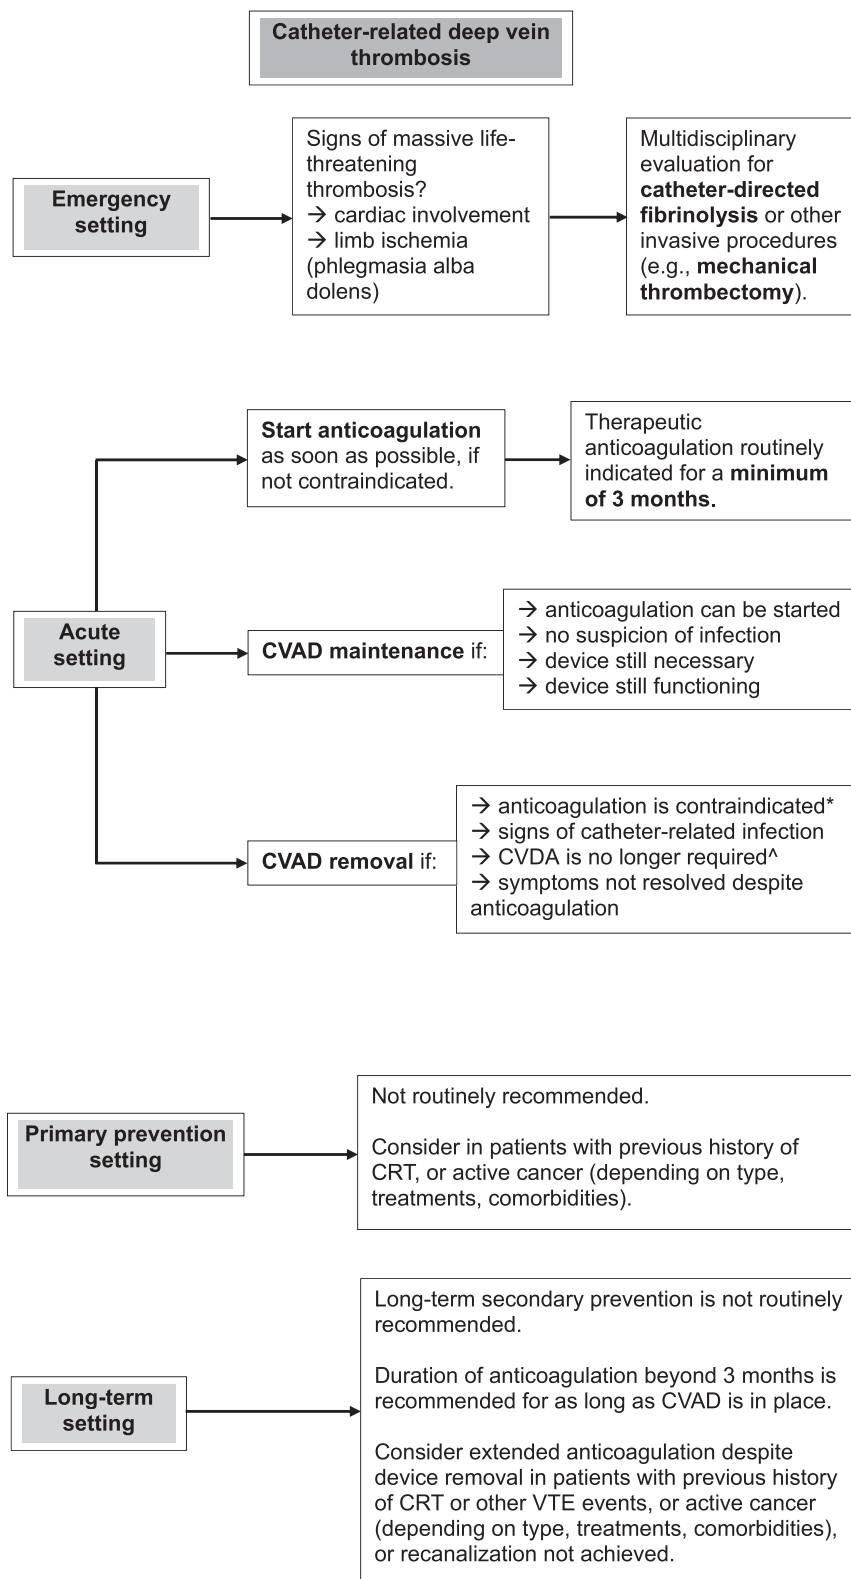 Catheter-related deep vein
thrombosis
Emergency
setting
Signs of massive life-
threatening
thrombosis?
→ cardiac involvement
→ limb ischemia
(phlegmasia alba
dolens)
Multidisciplinary
evaluation for
catheter-directed
fibrinolysis or other
invasive procedures
(e.g., mechanical
thrombectomy).
Start anticoagulation
as soon as possible, if
not contraindicated.
Therapeutic
anticoagulation routinely
indicated for a minimum
of 3 months.
Acute
setting
CVAD maintenance if:
→ anticoagulation can be started
→ no suspicion of infection
→ device still necessary
→ device still functioning
CVAD removal if:
→ anticoagulation is contraindicated*
→ signs of catheter-related infection
→ CVDA is no longer required^
→ symptoms not resolved despite
anticoagulation
Primary prevention
setting
Not routinely recommended.
Consider in patients with previous history of
CRT, or active cancer (depending on type,
treatments, comorbidities).
Long-term
setting
Long-term secondary prevention is not routinely
recommended.
Duration of anticoagulation beyond 3 months is
recommended for as long as CVAD is in place.
Consider extended anticoagulation despite
device removal in patients with previous history
of CRT or other VTE events, or active cancer
(depending on type, treatments, comorbidities),
or recanalization not achieved.